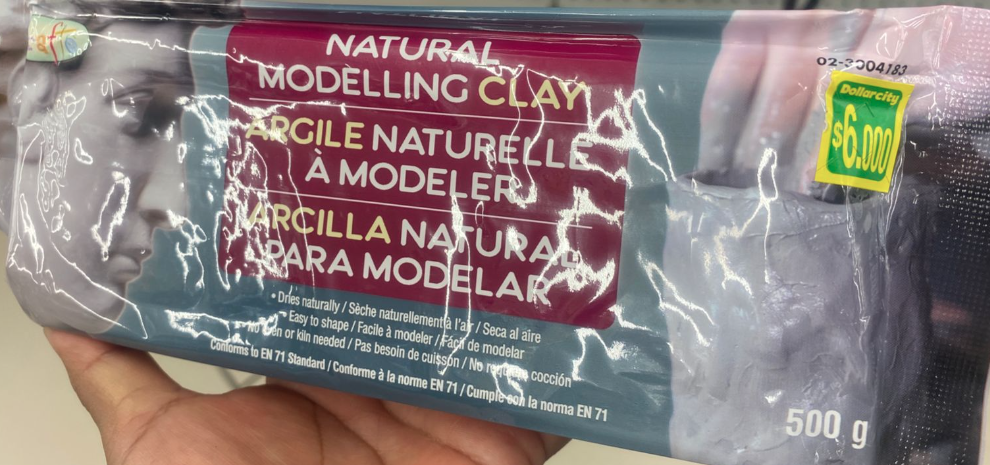 02-3004183
Dollarcity
$6.000
NATURAL
MODELLING CLAY
ARGILE NATURELLE
À MODELER
ARCILLA NATURAL
PARA MODELAR
• Dries naturally / Sèche naturellement à l'air / Seca al aire
• Easy to shape / Facile à modeler / Fácil de modelar
No oven or kiln needed / Pas besoin de cuisson / No requiere cocción
Conforms to EN 71 Standard / Conforme à la norme EN 71 / Cumple con la norma EN 71
500 g